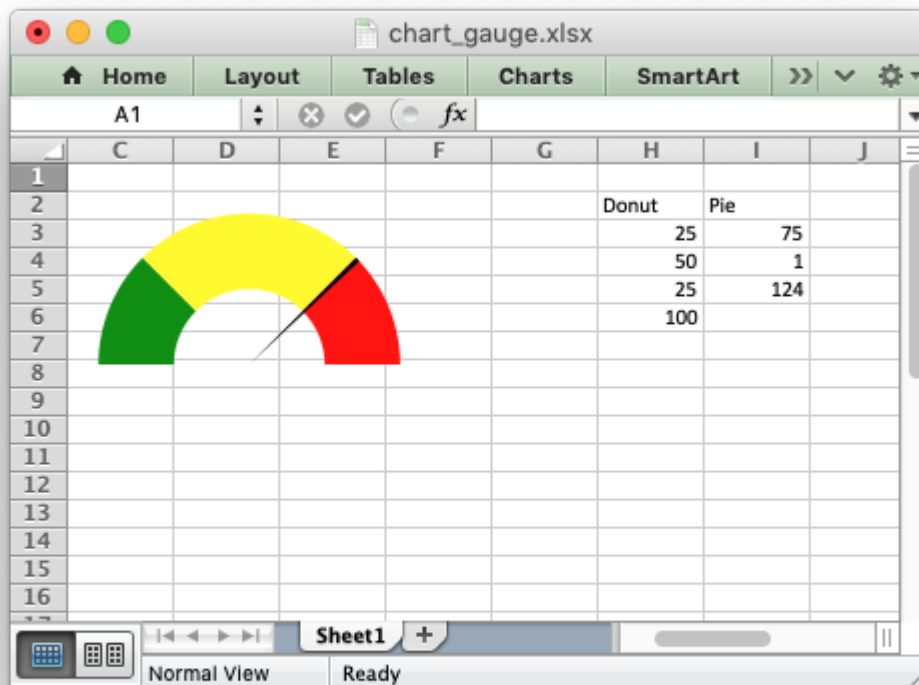 chart_gauge.xlsx
Home Layout Tables Charts SmartArt
A1 fx
C D E F G H I J
1
2 Donut Pie
3 25 75
4 50 1
5 25 124
6 100
7
8
9
10
11
12
13
14
15
16
17
Sheet1
Normal View Ready